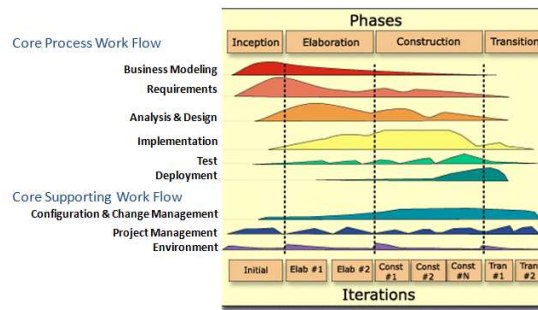 Phases
Core Process Work Flow
Inception Elaboration Construction Transition
Business Modeling
Requirements
Analysis & Design
Implementation
Test
Deployment
Core Supporting Work Flow
Configuration & Change Management
Project Management
Environment
Initial Elab #1 Elab #2 Const #1 Const #2 Const #N Tran #1 Tran #2
Iterations